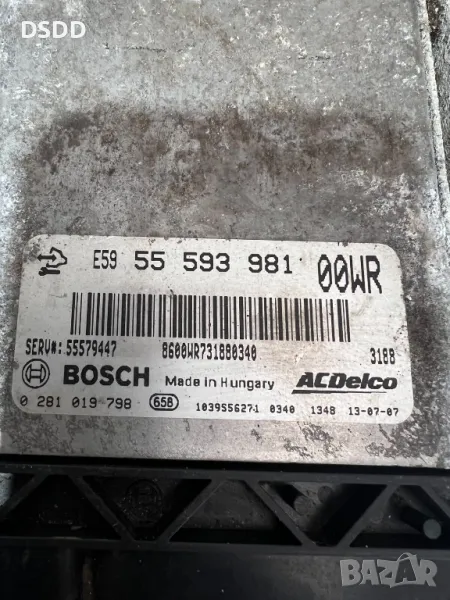 DSDD
E59 55 593 981 00WR
SERV#: 55579447 8600WR731880340 3188
BOSCH Made in Hungary ACDelco
0 281 019 798 658 1039S56271 0340 1348 13-07-07
BAZAR